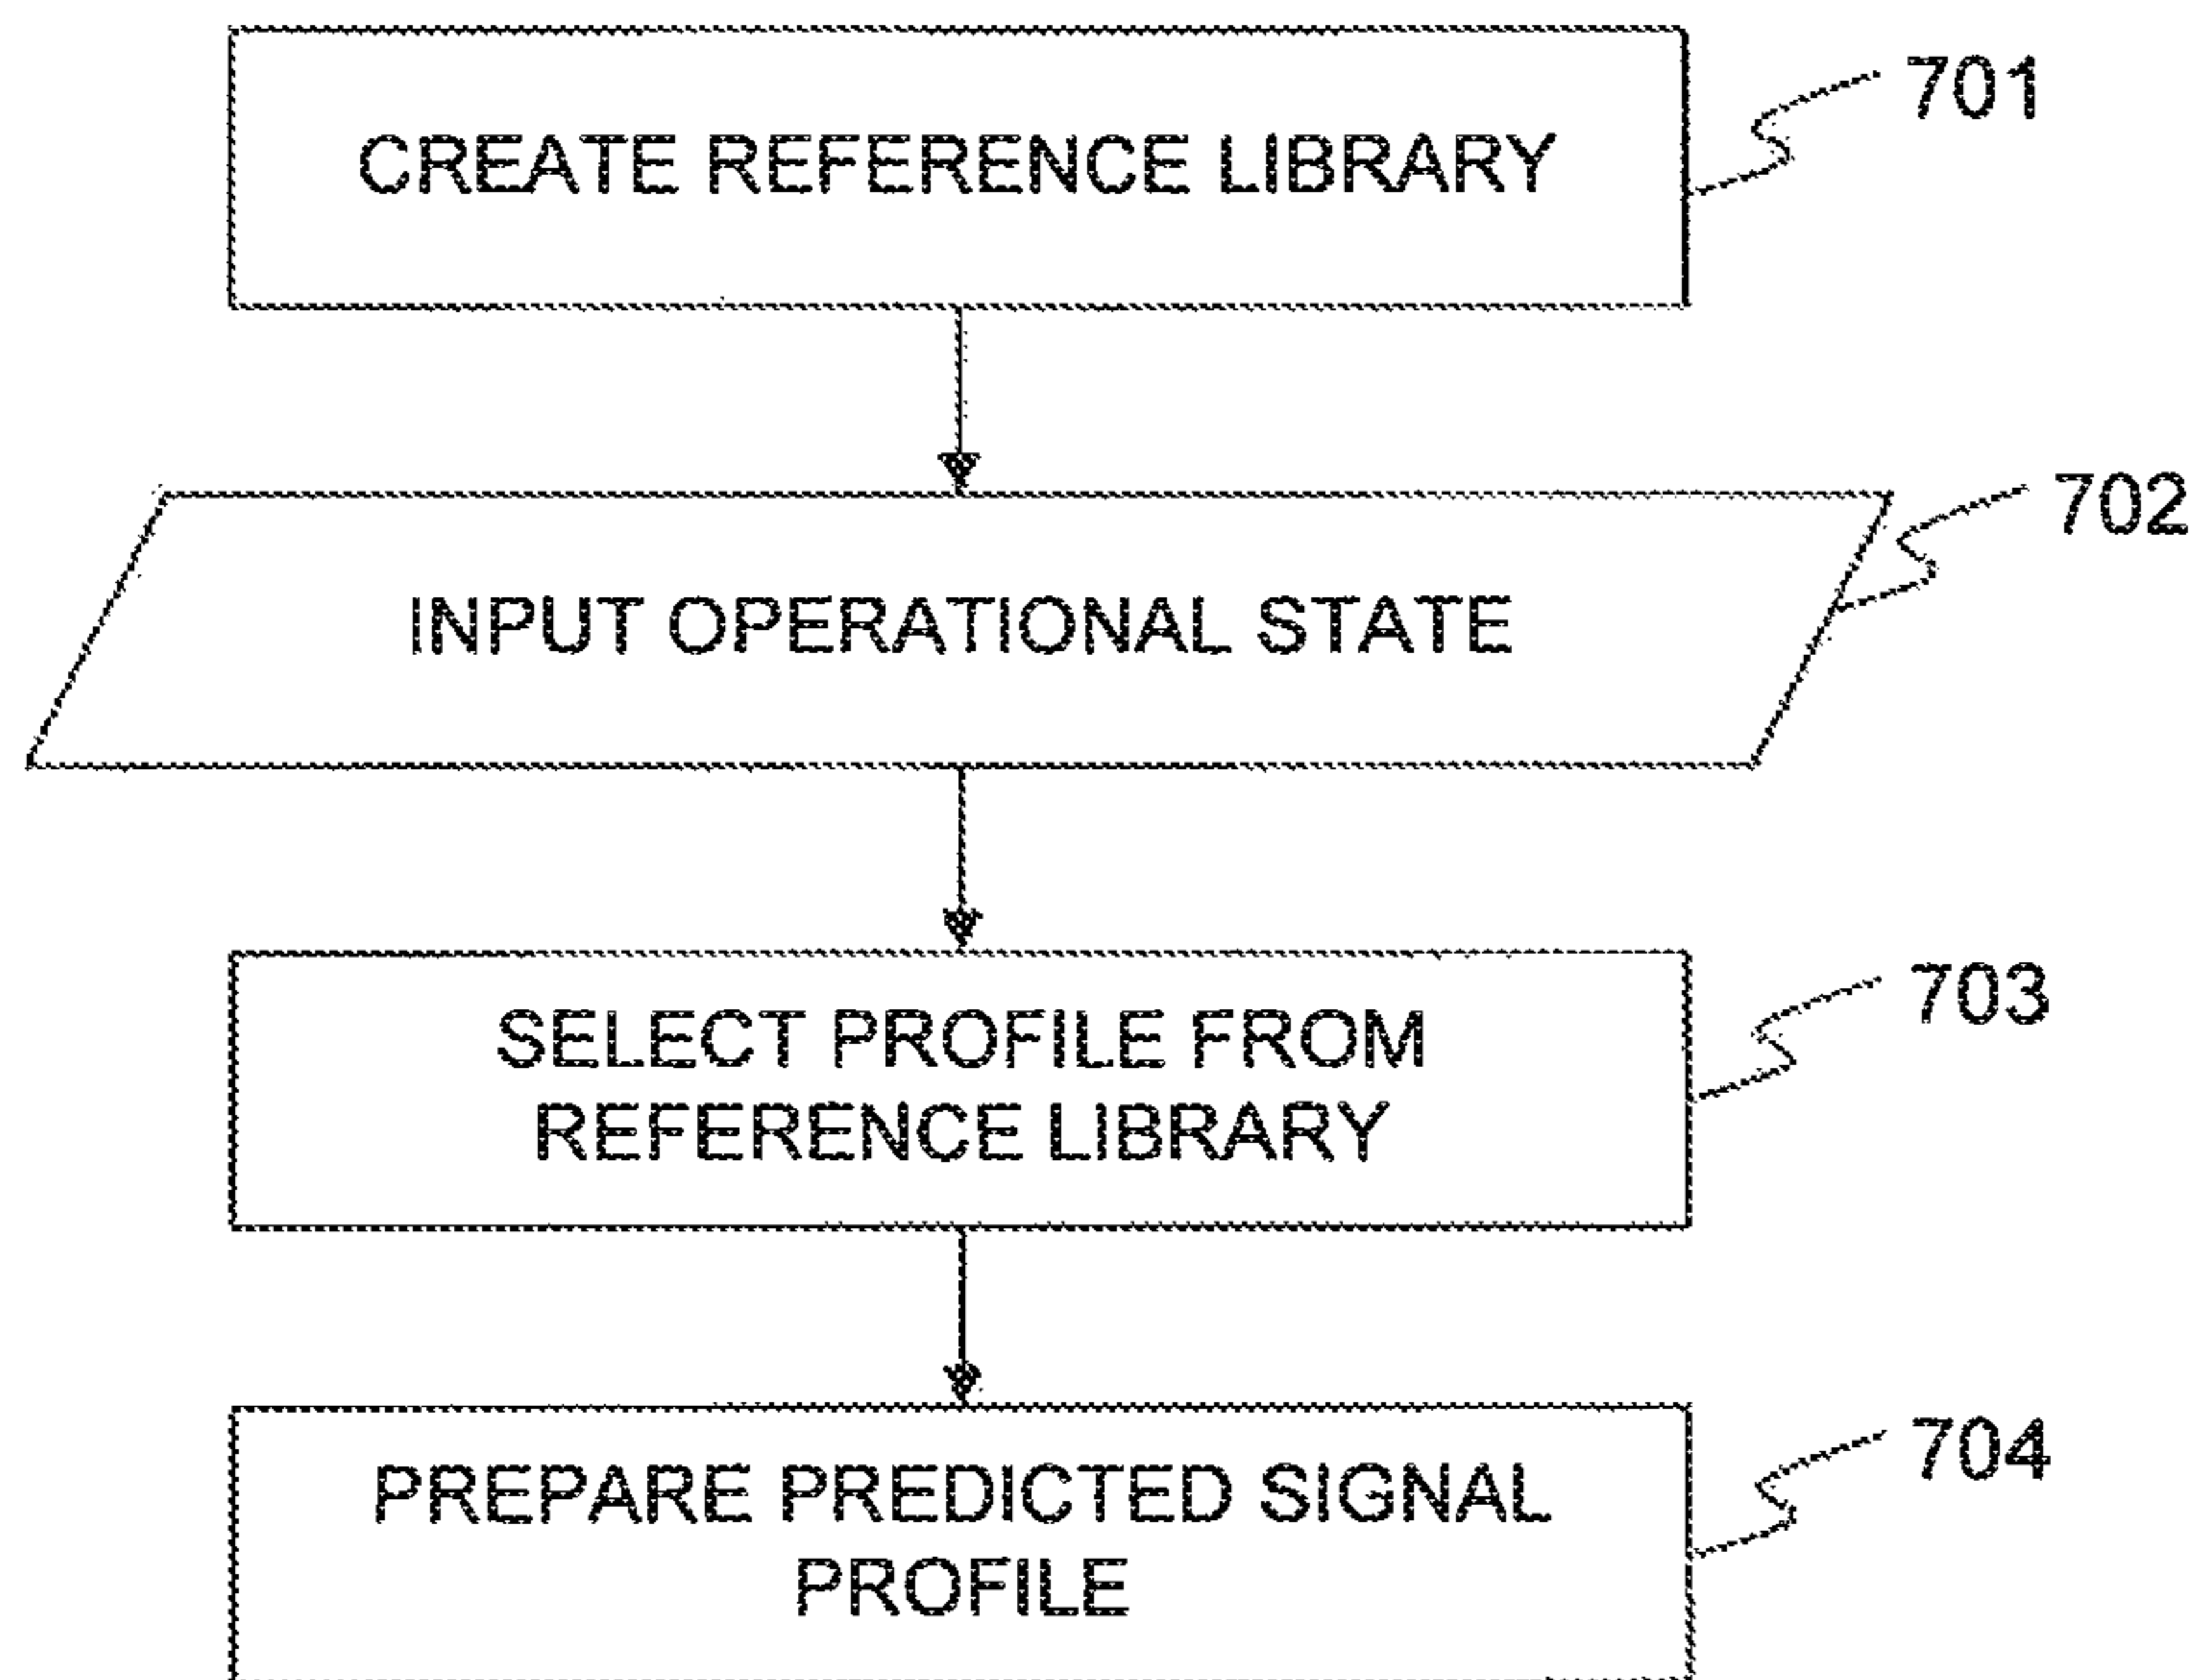 CREATE REFERENCE LIBRARY
701
INPUT OPERATIONAL STATE
702
SELECT PROFILE FROM
REFERENCE LIBRARY
703
PREPARE PREDICTED SIGNAL
PROFILE
704